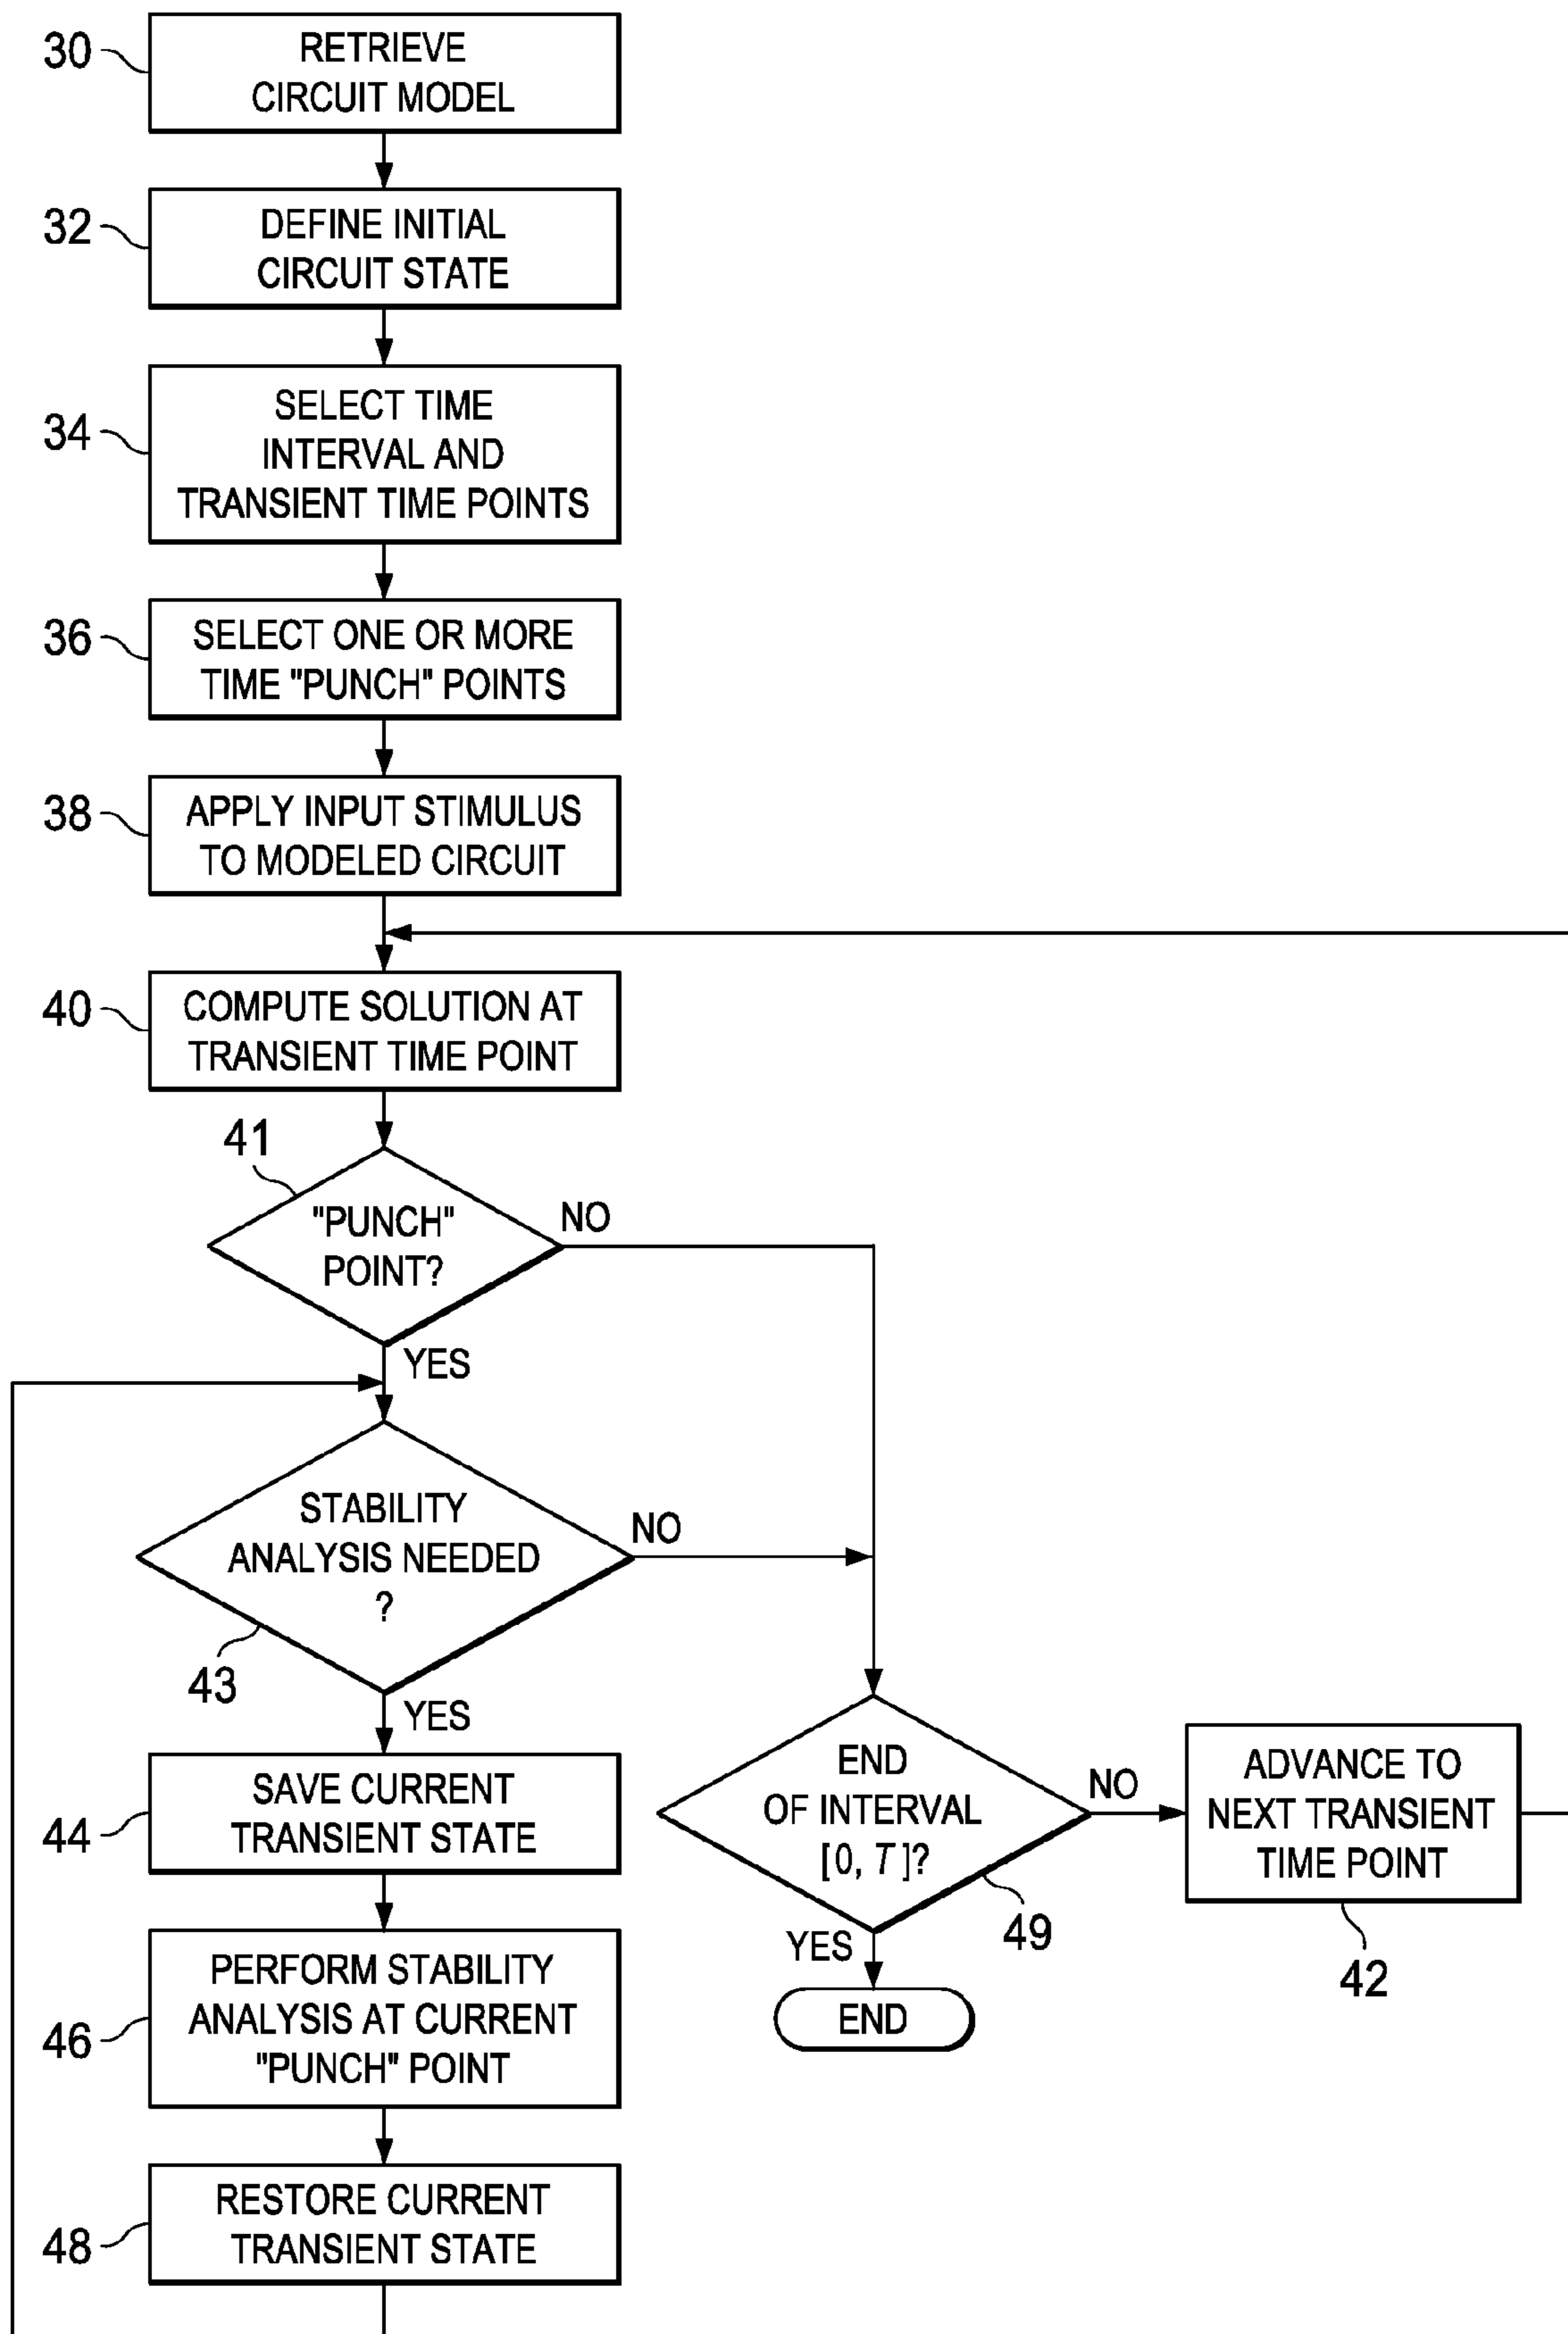 30
RETRIEVE
CIRCUIT MODEL
32
DEFINE INITIAL
CIRCUIT STATE
34
SELECT TIME
INTERVAL AND
TRANSIENT TIME POINTS
36
SELECT ONE OR MORE
TIME "PUNCH" POINTS
38
APPLY INPUT STIMULUS
TO MODELED CIRCUIT
40
COMPUTE SOLUTION AT
TRANSIENT TIME POINT
41
"PUNCH"
POINT?
NO
YES
STABILITY
ANALYSIS NEEDED
?
NO
43
YES
44
SAVE CURRENT
TRANSIENT STATE
46
PERFORM STABILITY
ANALYSIS AT CURRENT
"PUNCH" POINT
48
RESTORE CURRENT
TRANSIENT STATE
END
OF INTERVAL
[0, T]?
NO
49
YES
END
ADVANCE TO
NEXT TRANSIENT
TIME POINT
42